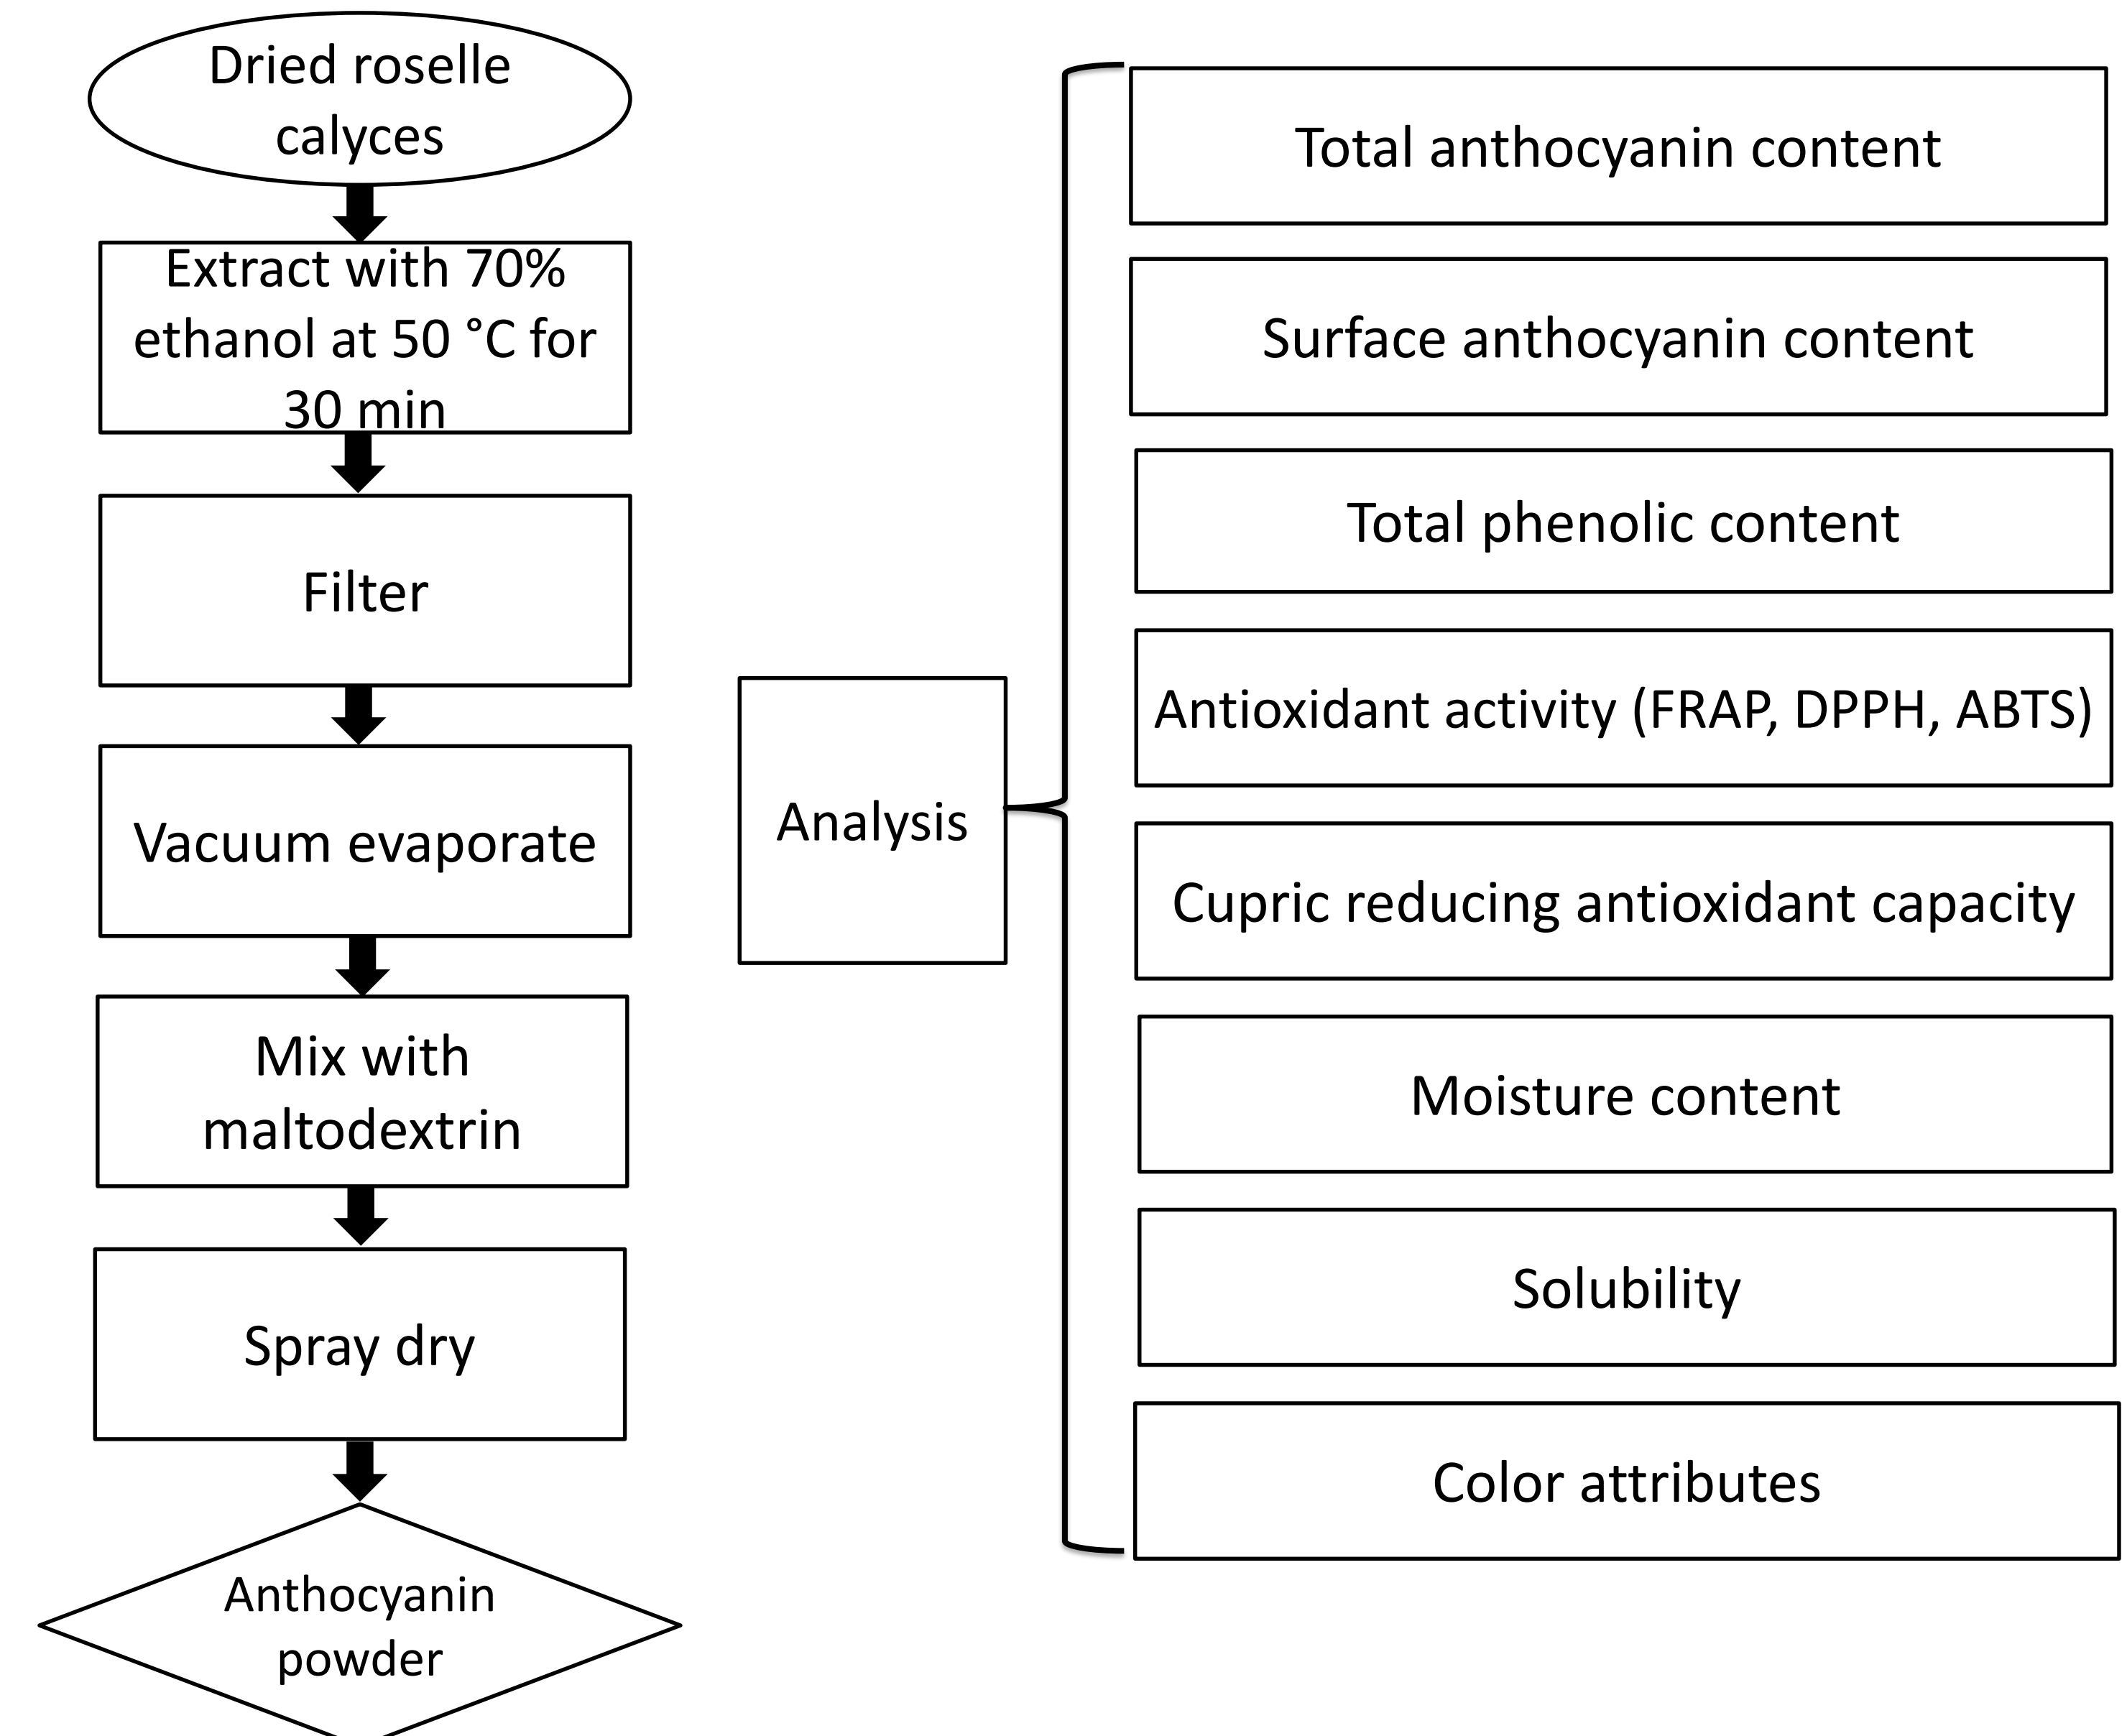 Dried roselle
calyces
Extract with 70%
ethanol at 50 °C for
30 min
Filter
Vacuum evaporate
Mix with
maltodextrin
Spray dry
Anthocyanin
powder
Analysis
Total anthocyanin content
Surface anthocyanin content
Total phenolic content
Antioxidant activity (FRAP, DPPH, ABTS)
Cupric reducing antioxidant capacity
Moisture content
Solubility
Color attributes